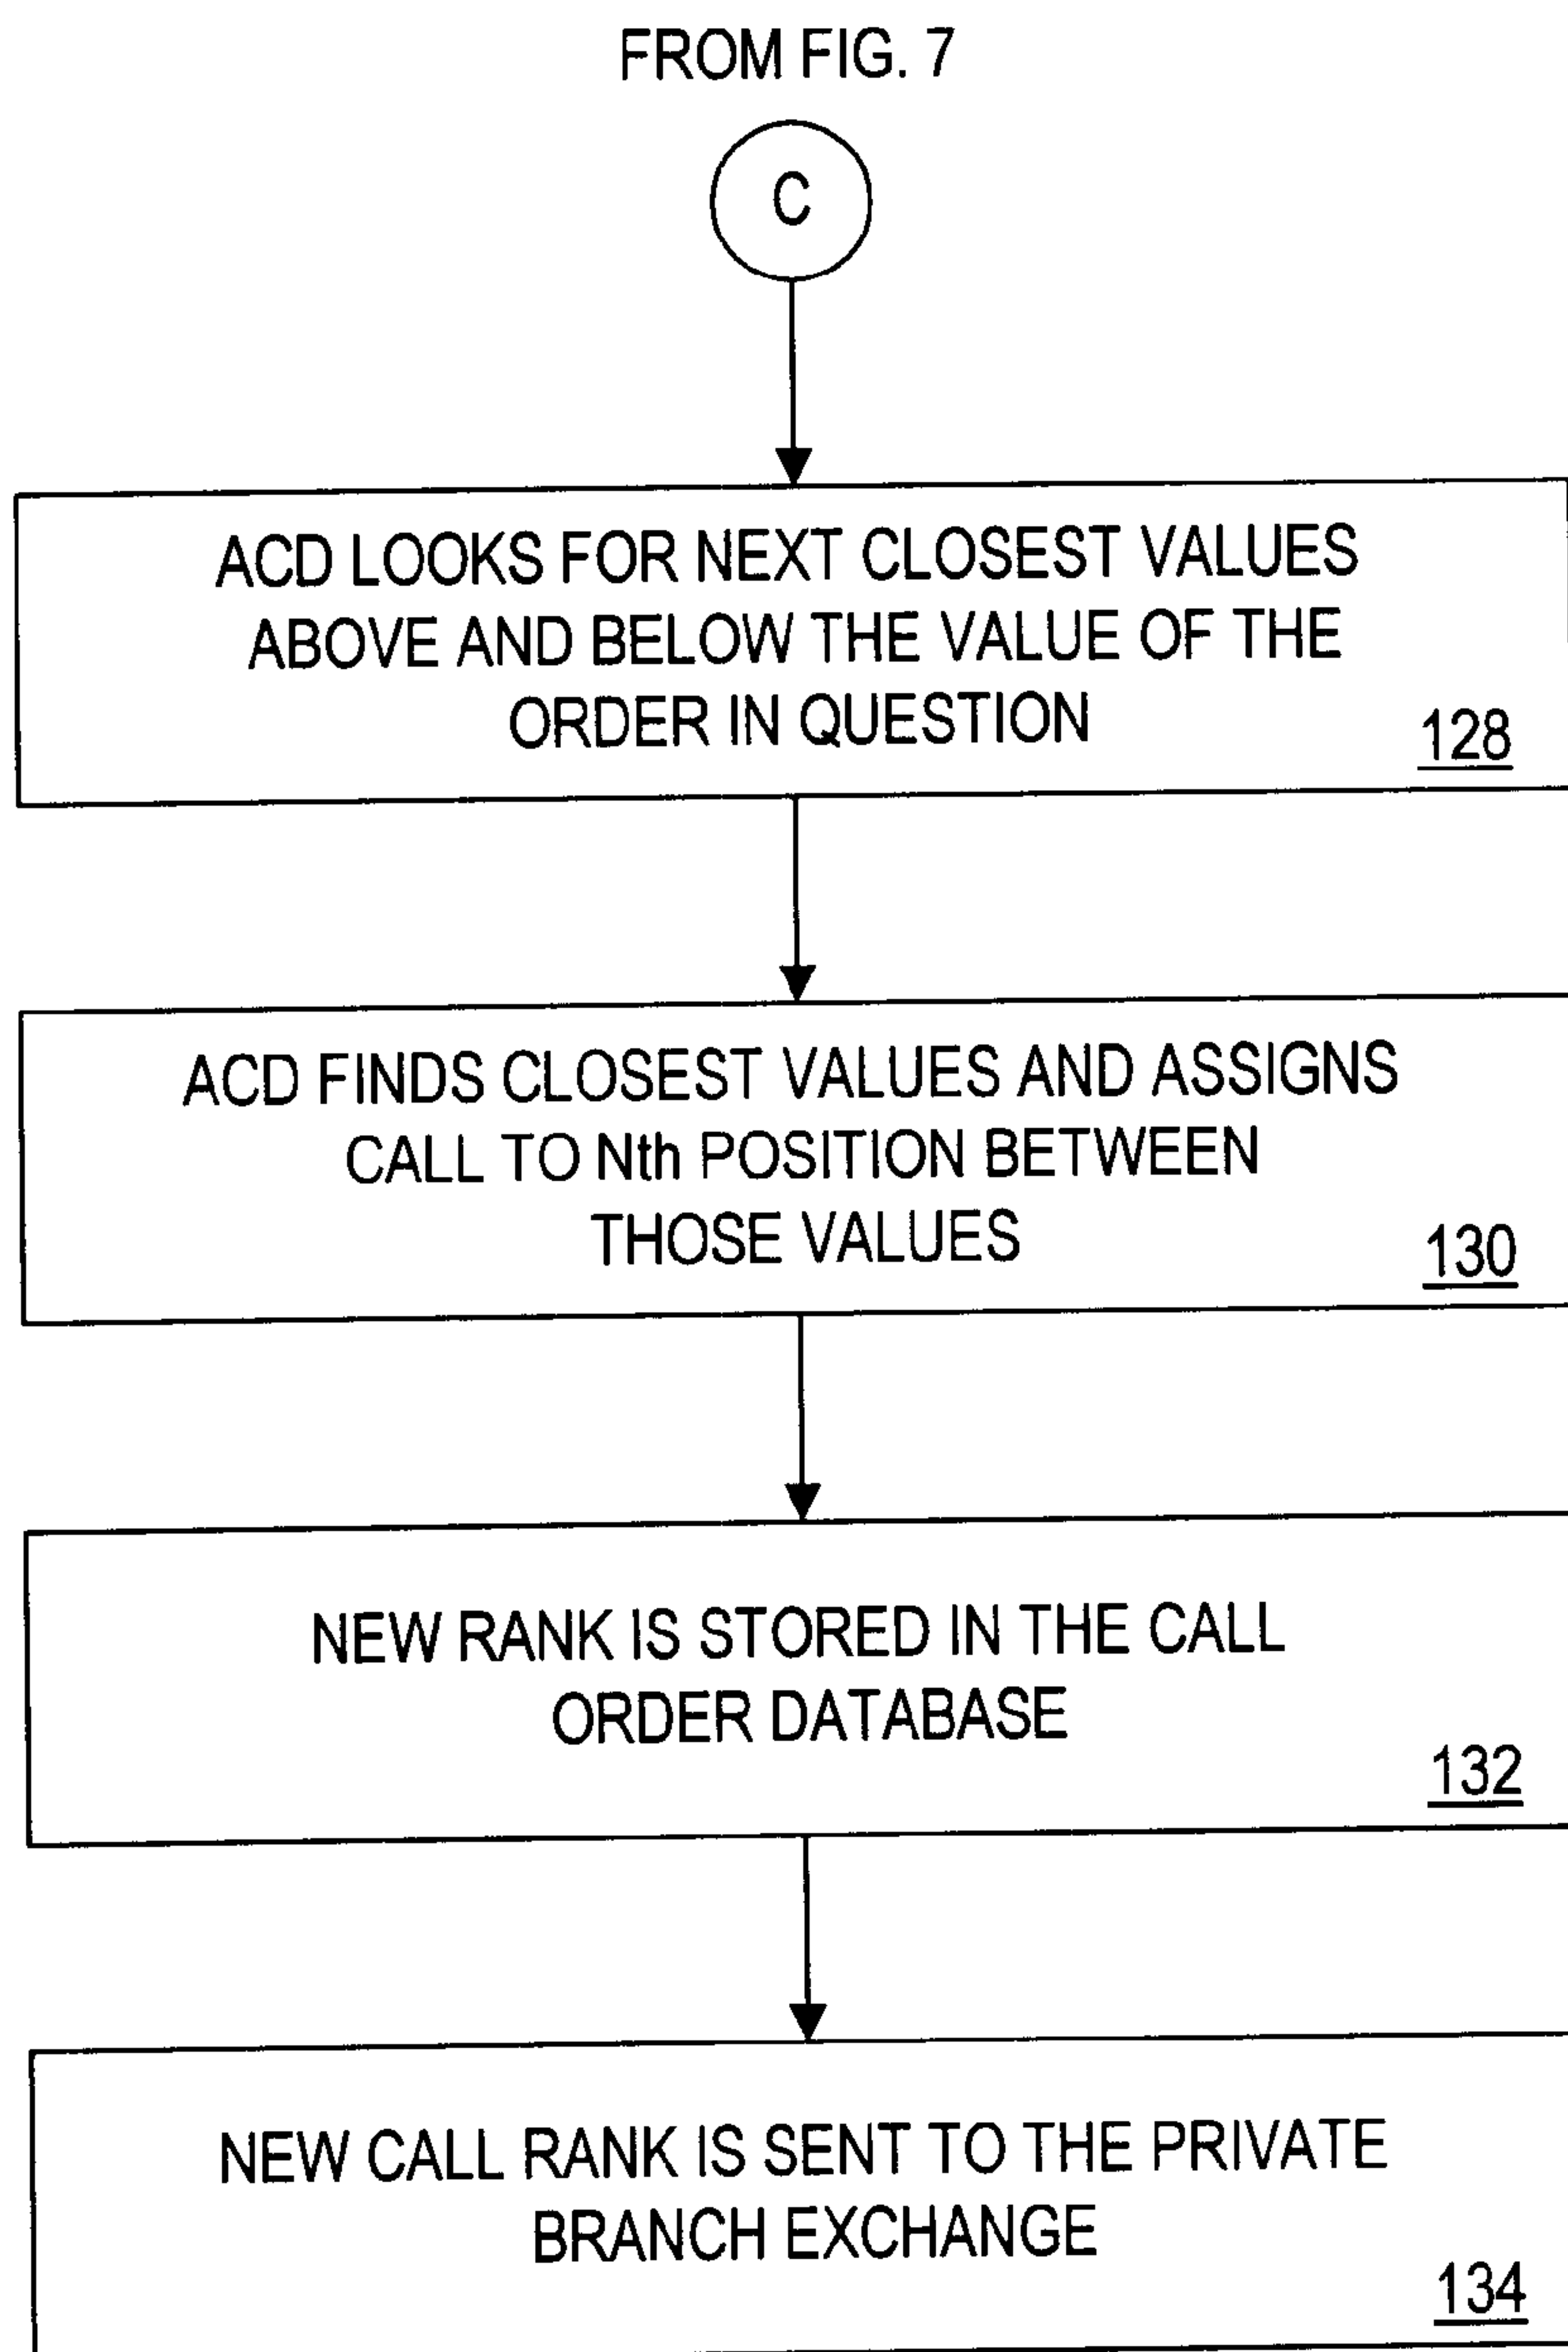 FROM FIG. 7
C
ACD LOOKS FOR NEXT CLOSEST VALUES
ABOVE AND BELOW THE VALUE OF THE
ORDER IN QUESTION
128
ACD FINDS CLOSEST VALUES AND ASSIGNS
CALL TO Nth POSITION BETWEEN
THOSE VALUES
130
NEW RANK IS STORED IN THE CALL
ORDER DATABASE
132
NEW CALL RANK IS SENT TO THE PRIVATE
BRANCH EXCHANGE
134